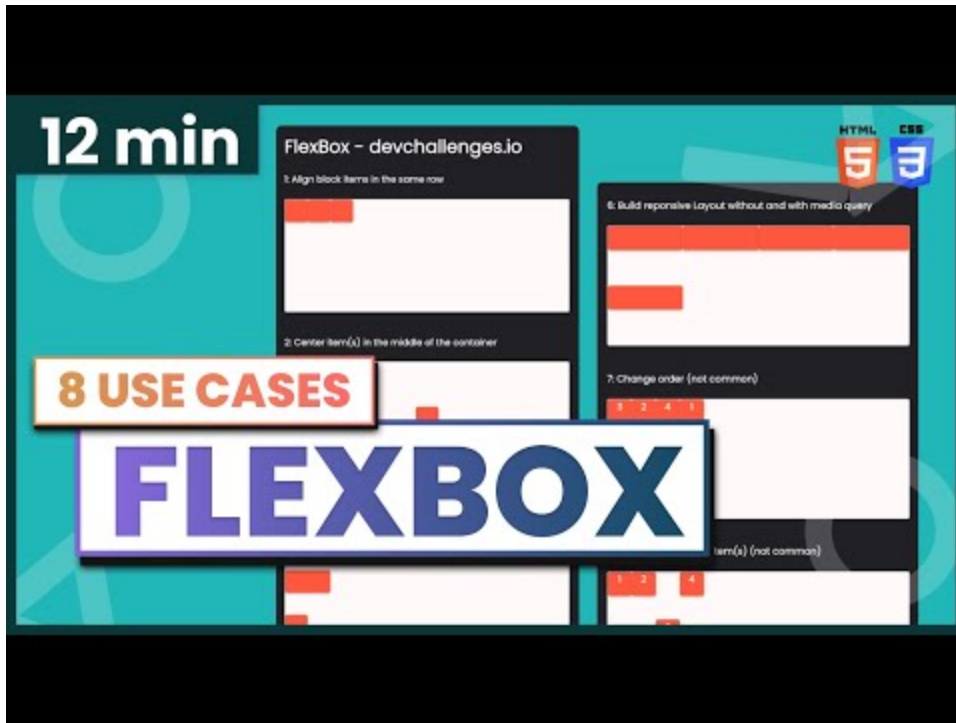 12 min
FlexBox - devchallenges.io
1: Align block items in the same row
2: Center item(s) in the middle of the container
8 USE CASES
FLEXBOX
HTML
5
CSS
3
6: Build reponsive Layout without and with media query
7: Change order (not common)
3 2 4 1
item(s) (not common)
1 2 4